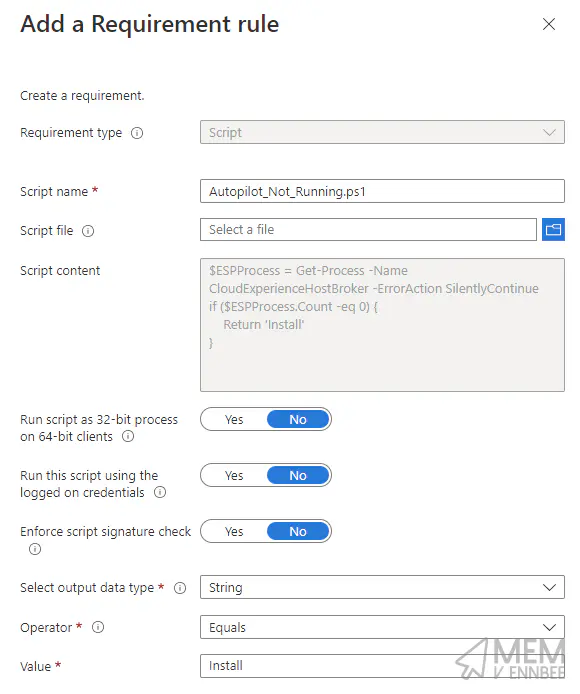 Add a Requirement rule
Create a requirement.
Requirement type
Script
Script name *
Autopilot_Not_Running.ps1
Script file
Select a file
Script content
$ESPProcess = Get-Process -Name
CloudExperienceHostBroker -ErrorAction SilentlyContinue
if ($ESPProcess.Count -eq 0) {
    Return 'Install'
}
Run script as 32-bit process
on 64-bit clients
Yes No
Run this script using the
logged on credentials
Yes No
Enforce script signature check
Yes No
Select output data type *
String
Operator *
Equals
Value *
Install
MEM
V ENNBEE